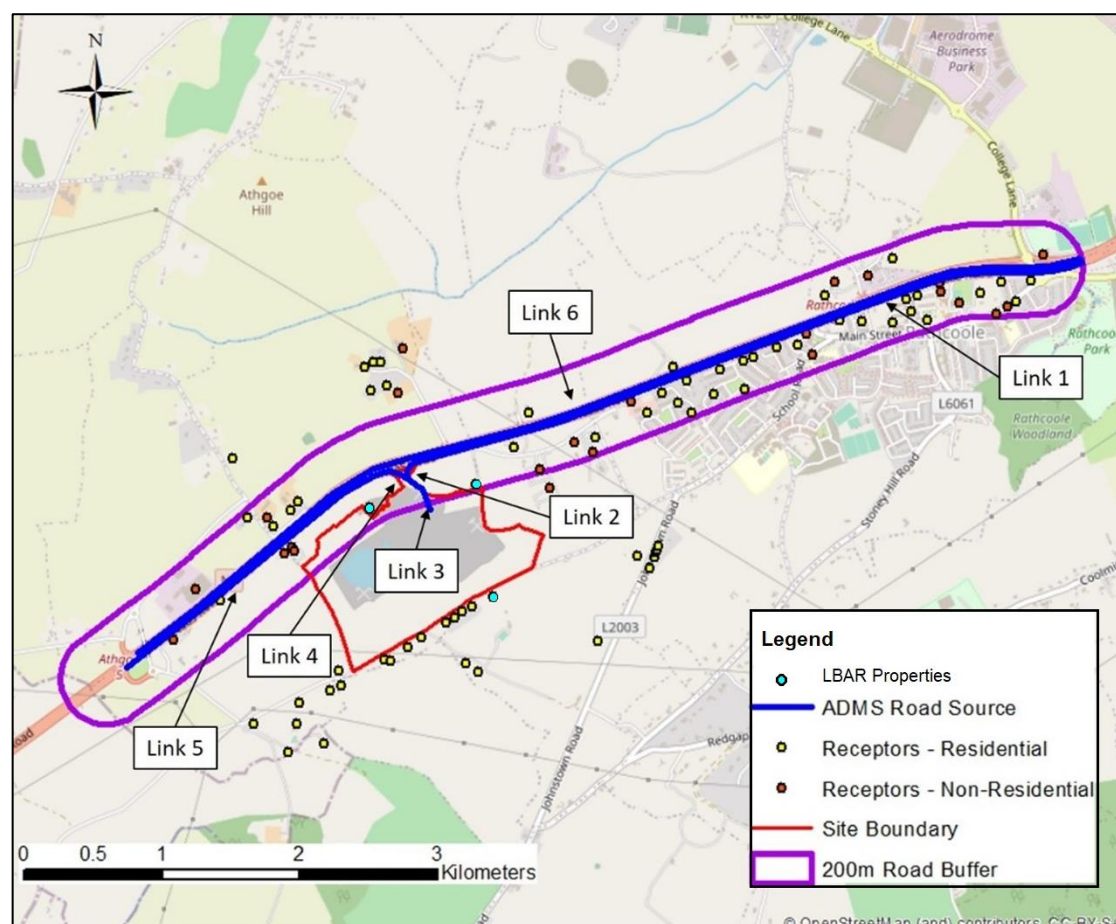 N
College Lane
Aerodrome
Business
Park
College Lane
Athgoe
Hill
Link 6
Rathcoole
Main Street
Rathcoole
Rathcoole
Park
Link 1
School Road
L6061
Rathcoole
Woodland
Stoney Hill Road
Link 2
Link 3
Link 4
L2003
Link 5
Road
Johnstown Road
Redgap
Coolmi
Legend
LBAR Properties
ADMS Road Source
Receptors - Residential
Receptors - Non-Residential
Site Boundary
200m Road Buffer
0 0.5 1 2 3
Kilometers
© OpenStreetMap (and) contributors, CC-BY-S